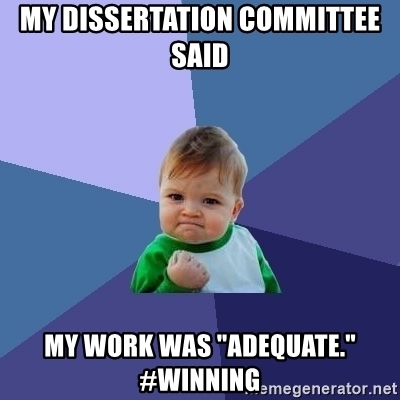 MY DISSERTATION COMMITTEE
SAID
MY WORK WAS "ADEQUATE."
#WINNING
memegenerator.net